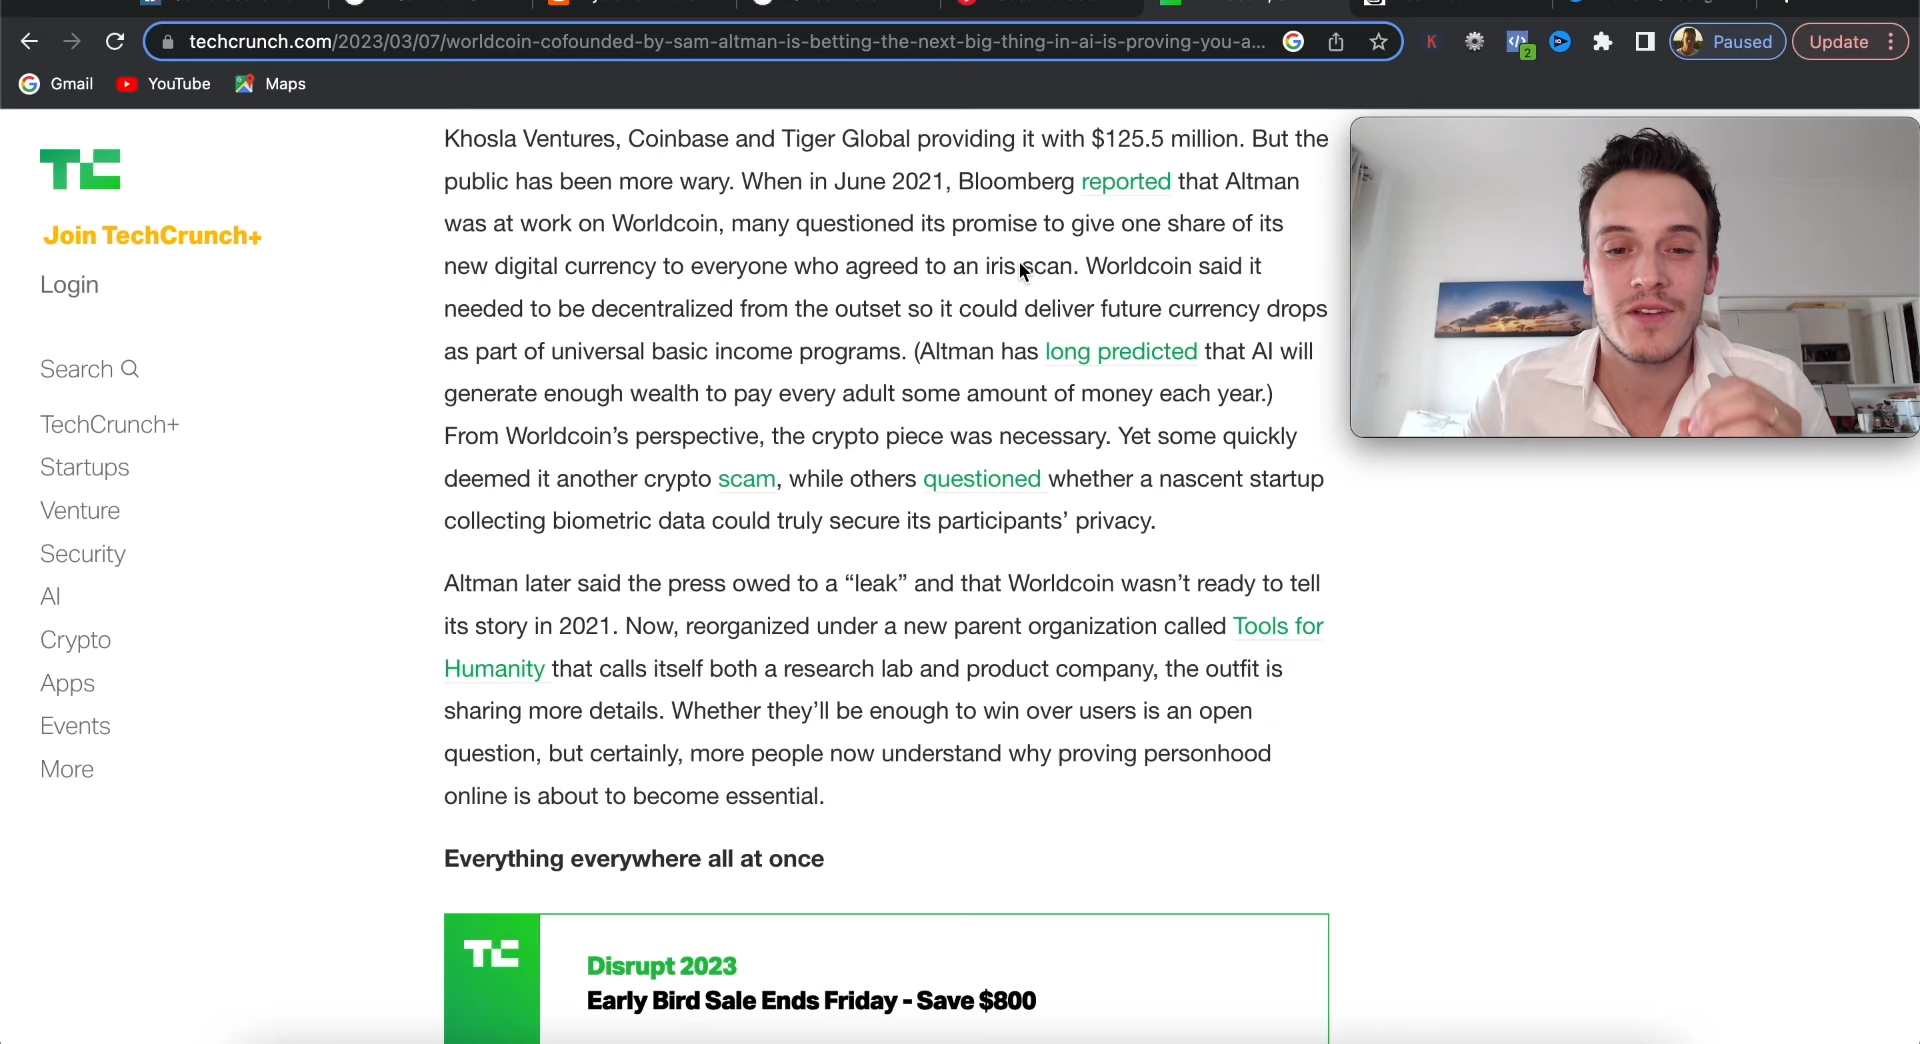 techcrunch.com/2023/03/07/worldcoin-cofounded-by-sam-altman-is-betting-the-next-big-thing-in-ai-is-proving-you-a...
Paused
Update
Gmail
YouTube
Maps
TC
Join TechCrunch+
Login
Search
TechCrunch+
Startups
Venture
Security
AI
Crypto
Apps
Events
More
Khosla Ventures, Coinbase and Tiger Global providing it with $125.5 million. But the
public has been more wary. When in June 2021, Bloomberg reported that Altman
was at work on Worldcoin, many questioned its promise to give one share of its
new digital currency to everyone who agreed to an iris scan. Worldcoin said it
needed to be decentralized from the outset so it could deliver future currency drops
as part of universal basic income programs. (Altman has long predicted that AI will
generate enough wealth to pay every adult some amount of money each year.)
From Worldcoin’s perspective, the crypto piece was necessary. Yet some quickly
deemed it another crypto scam, while others questioned whether a nascent startup
collecting biometric data could truly secure its participants’ privacy.
Altman later said the press owed to a “leak” and that Worldcoin wasn’t ready to tell
its story in 2021. Now, reorganized under a new parent organization called Tools for
Humanity that calls itself both a research lab and product company, the outfit is
sharing more details. Whether they’ll be enough to win over users is an open
question, but certainly, more people now understand why proving personhood
online is about to become essential.
Everything everywhere all at once
TC
Disrupt 2023
Early Bird Sale Ends Friday - Save $800
K
2